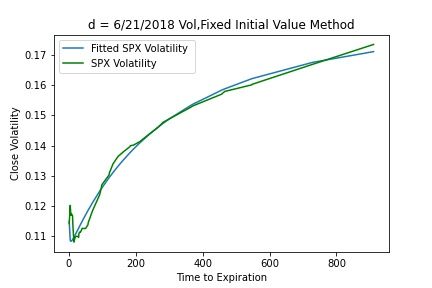 d = 6/21/2018 Vol,Fixed Initial Value Method
Fitted SPX Volatility
SPX Volatility
0.17
0.16
0.15
0.14
0.13
0.12
0.11
Close Volatility
0
200
400
600
800
Time to Expiration